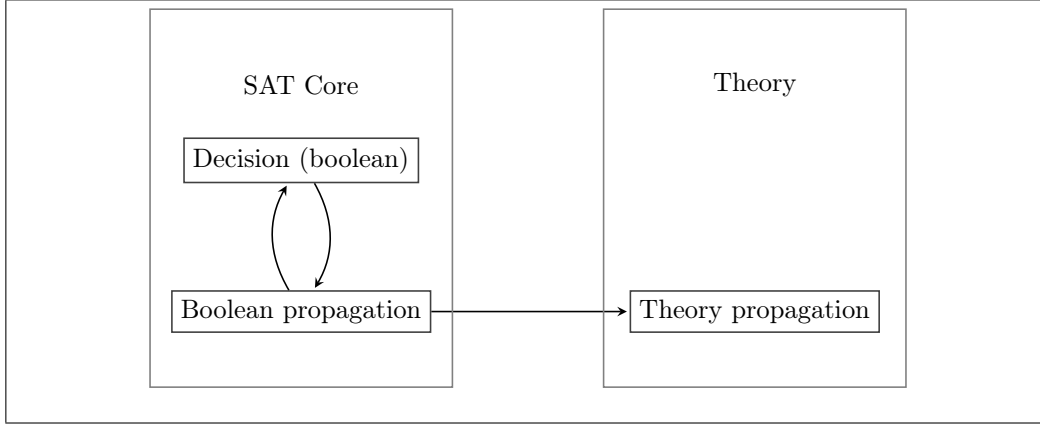 SAT Core
Theory
Decision (boolean)
Boolean propagation
Theory propagation